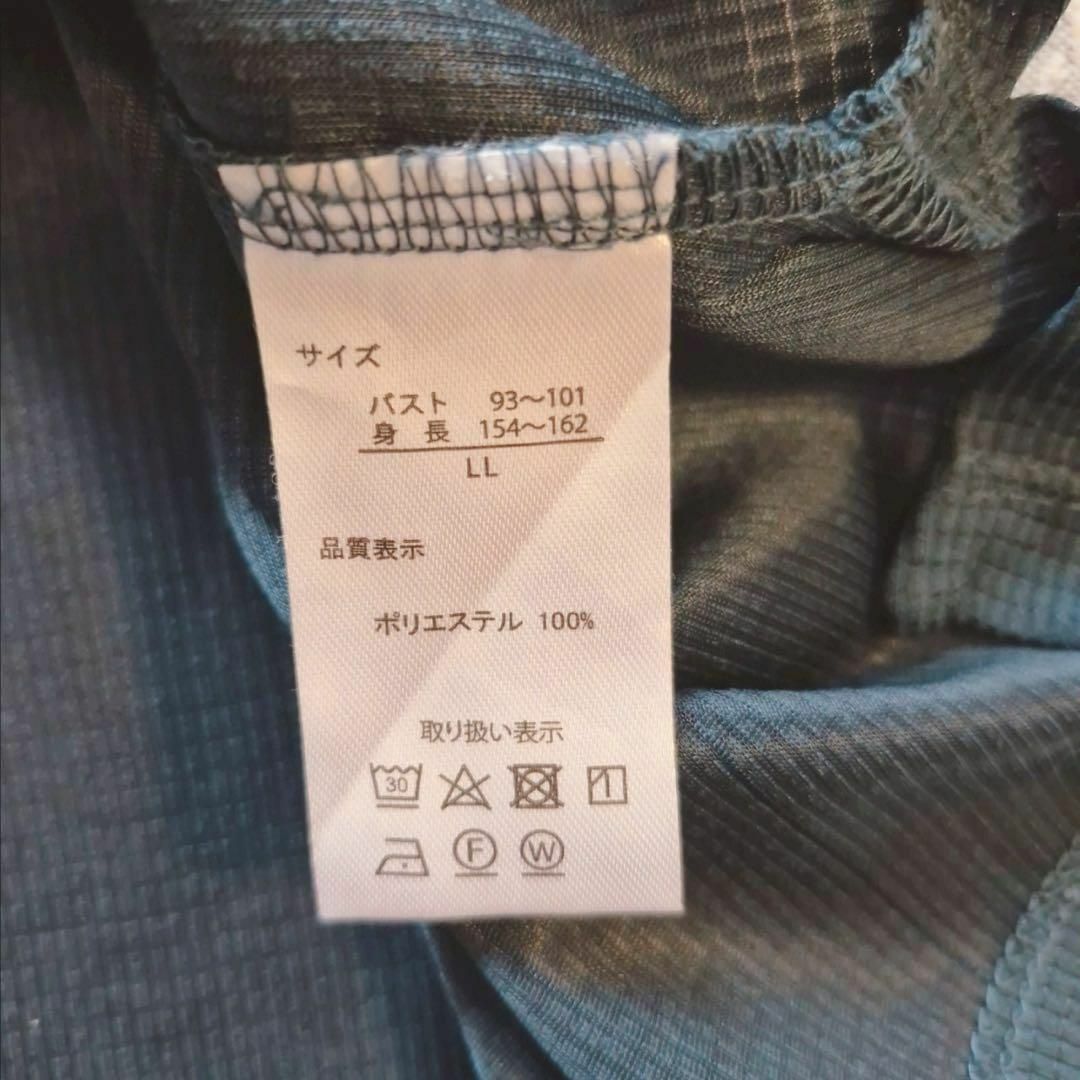 サイズ
バスト 93～101
身 長 154～162
LL
品質表示
ポリエステル 100%
取り扱い表示
30
F W